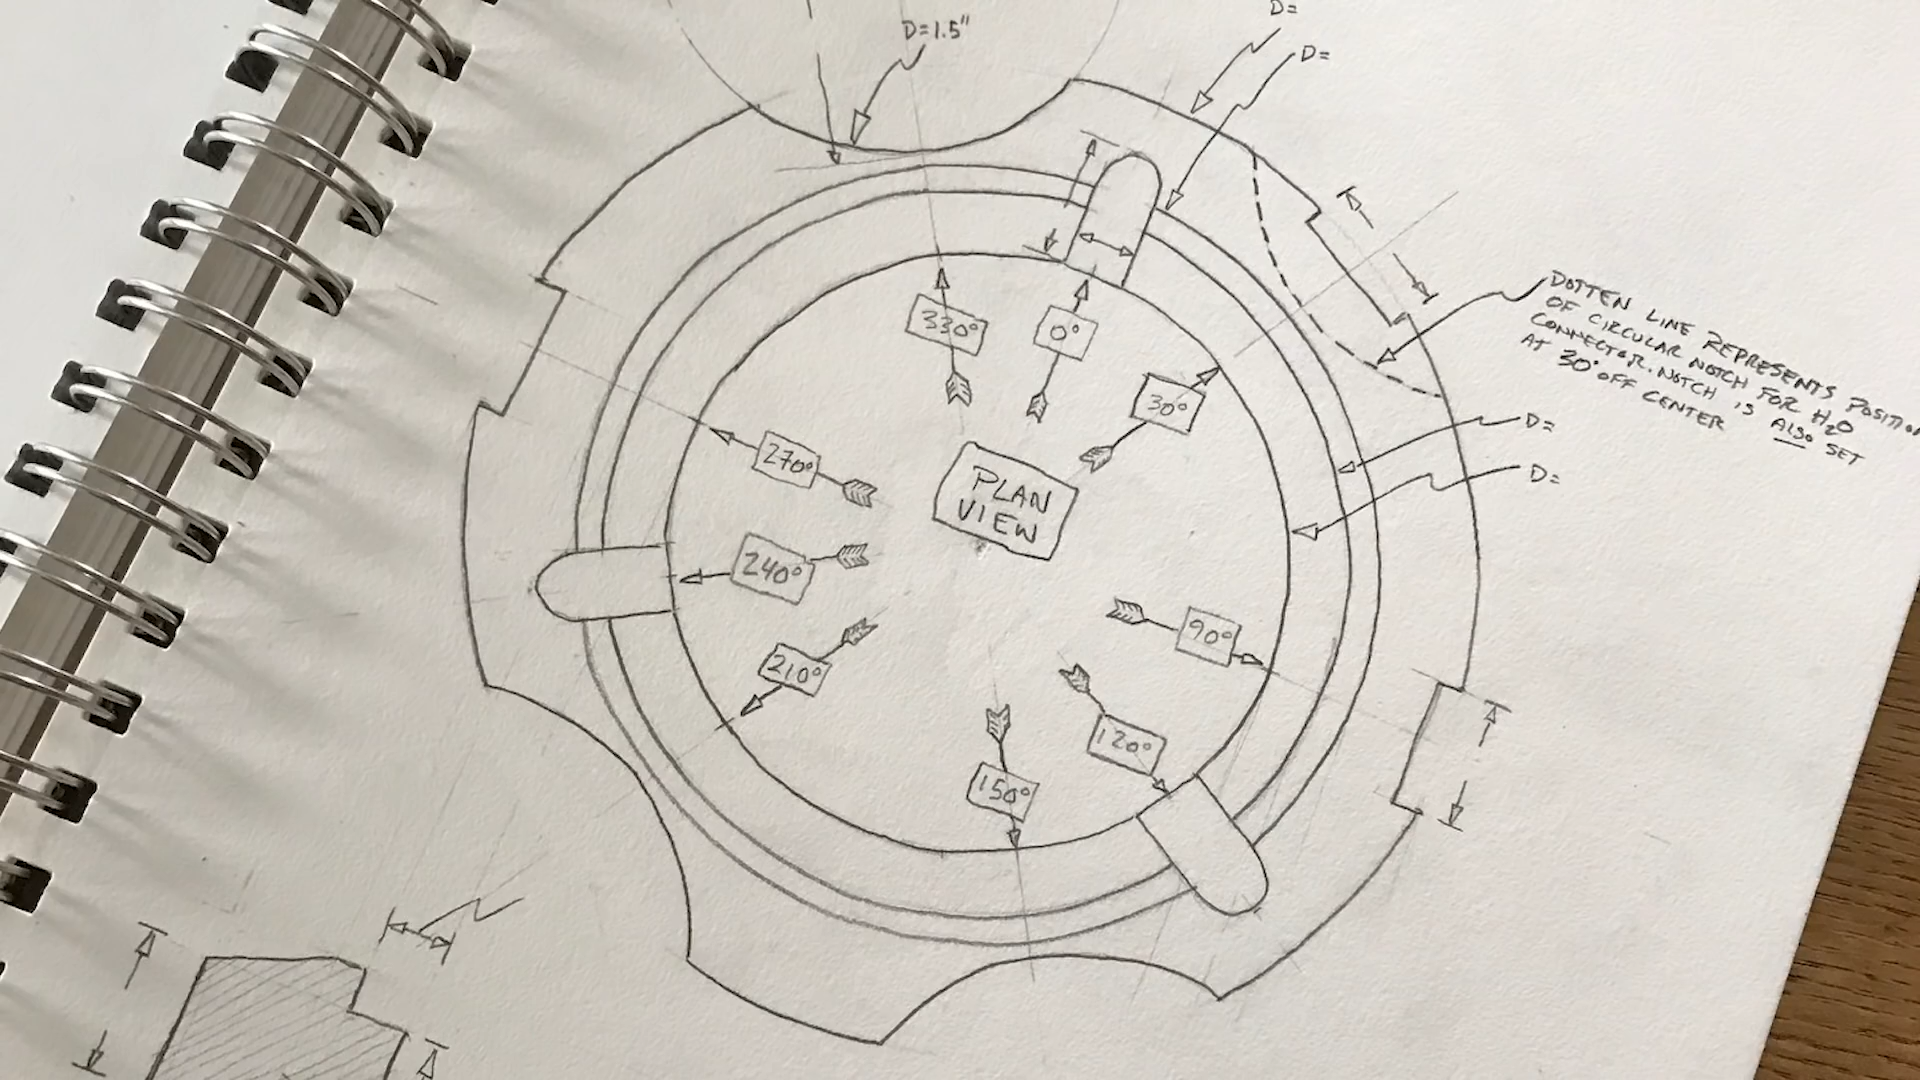 D=
D=1.5"
D=
DOTTEN LINE REPRESENTS POSITION
OF CIRCULAR NOTCH FOR H₂O
CONNECTOR. NOTCH IS ALSO SET
AT 30° OFF CENTER
330°
0°
30°
D=
270°
PLAN
VIEW
D=
240°
90°
210°
120°
150°